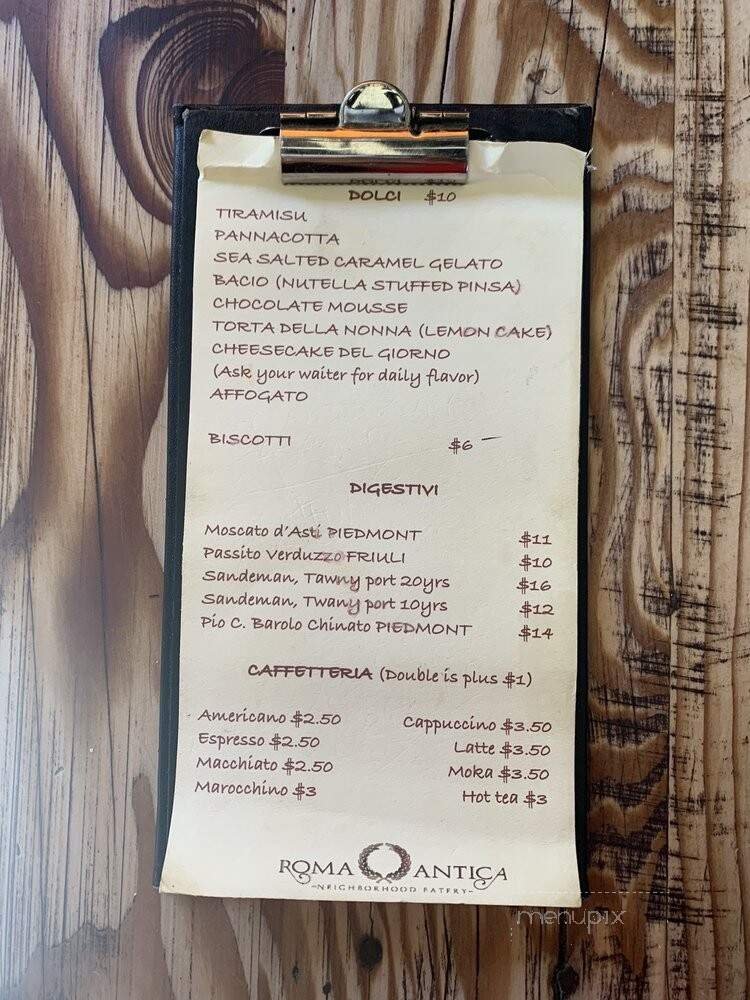 DOLCI $10
TIRAMISU
PANNACOTTA
SEA SALTED CARAMEL GELATO
BACIO (NUTELLA STUFFED PINSA)
CHOCOLATE MOUSSE
TORTA DELLA NONNA (LEMON CAKE)
CHEESECAKE DEL GIORNO
(Ask your waiter for daily flavor)
AFFOGATO
BISCOTTI $6
DIGESTIVI
Moscato d'Asti PIEDMONT $11
Passito Verduzzo FRIULI $10
Sandeman, Tawny port 20yrs $16
Sandeman, Twany port 10yrs $12
Pio C. Barolo Chinato PIEDMONT $14
CAFFETTERIA (Double is plus $1)
Americano $2.50 Cappuccino $3.50
Espresso $2.50 Latte $3.50
Macchiato $2.50 Moka $3.50
Marocchino $3 Hot tea $3
ROMA ANTICA
~NEIGHBORHOOD EATERY~
menupix